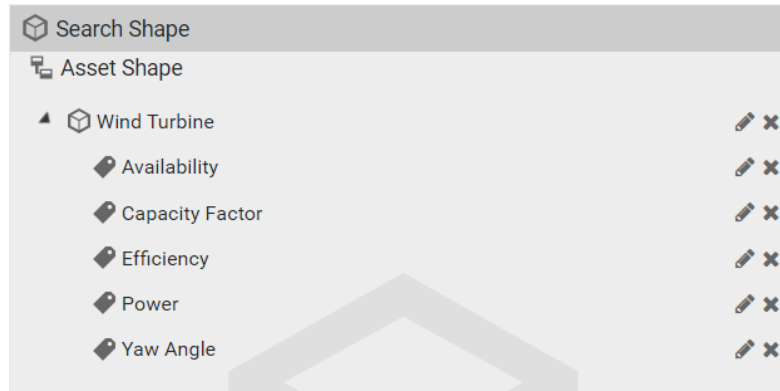 Search Shape
Asset Shape
Wind Turbine
Availability
Capacity Factor
Efficiency
Power
Yaw Angle